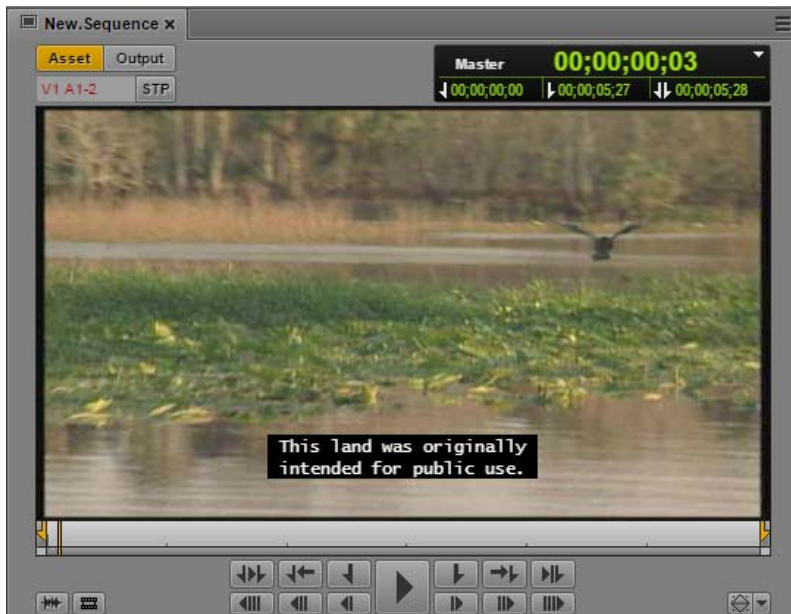 New.Sequence
Asset Output
Master 00;00;00;03
V1 A1-2 STP
00;00;00;00 00;00;05;27 00;00;05;28
This land was originally
intended for public use.